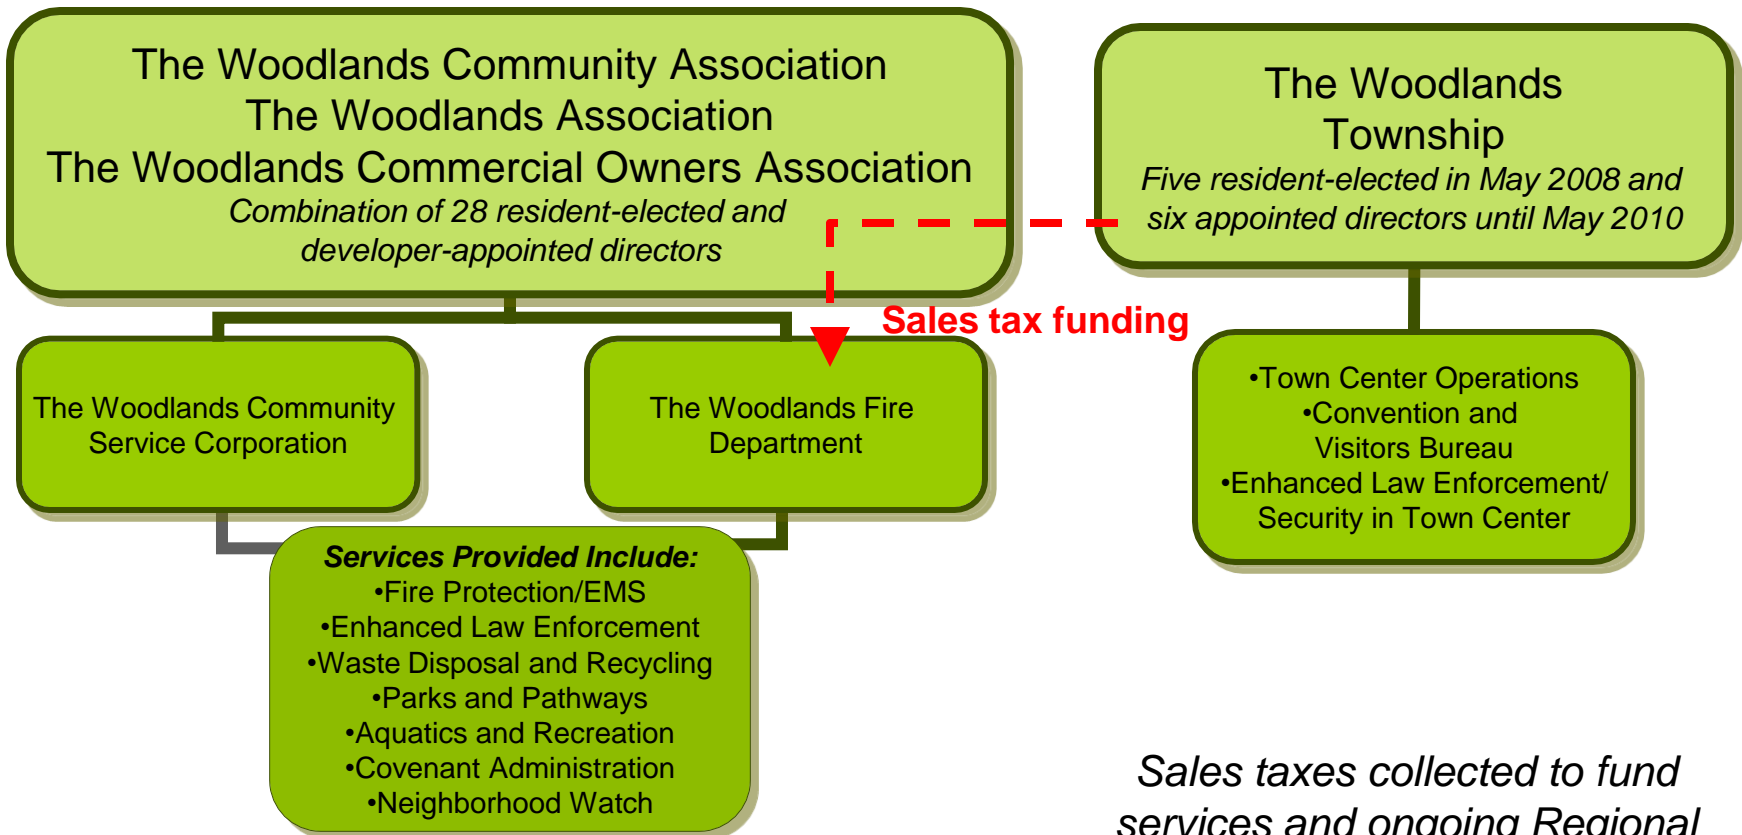 The Woodlands Community Association
The Woodlands Association
The Woodlands Commercial Owners Association
Combination of 28 resident-elected and
developer-appointed directors
The Woodlands
Township
Five resident-elected in May 2008 and
six appointed directors until May 2010
Sales tax funding
The Woodlands Community
Service Corporation
The Woodlands Fire
Department
•Town Center Operations
•Convention and
Visitors Bureau
•Enhanced Law Enforcement/
Security in Town Center
Services Provided Include:
•Fire Protection/EMS
•Enhanced Law Enforcement
•Waste Disposal and Recycling
•Parks and Pathways
•Aquatics and Recreation
•Covenant Administration
•Neighborhood Watch
Sales taxes collected to fund
services and ongoing Regional